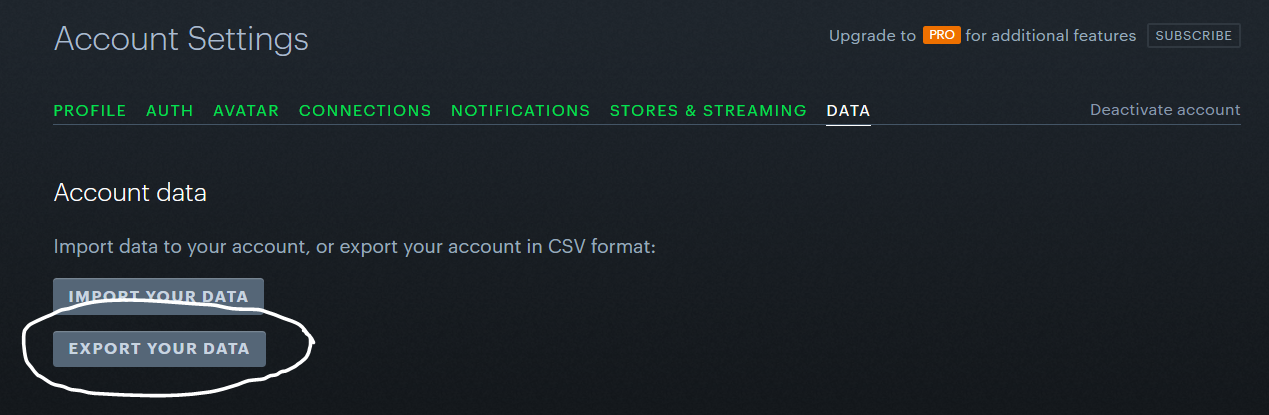 Account Settings
Upgrade to PRO for additional features SUBSCRIBE
PROFILE AUTH AVATAR CONNECTIONS NOTIFICATIONS STORES & STREAMING DATA Deactivate account
Account data
Import data to your account, or export your account in CSV format:
IMPORT YOUR DATA
EXPORT YOUR DATA